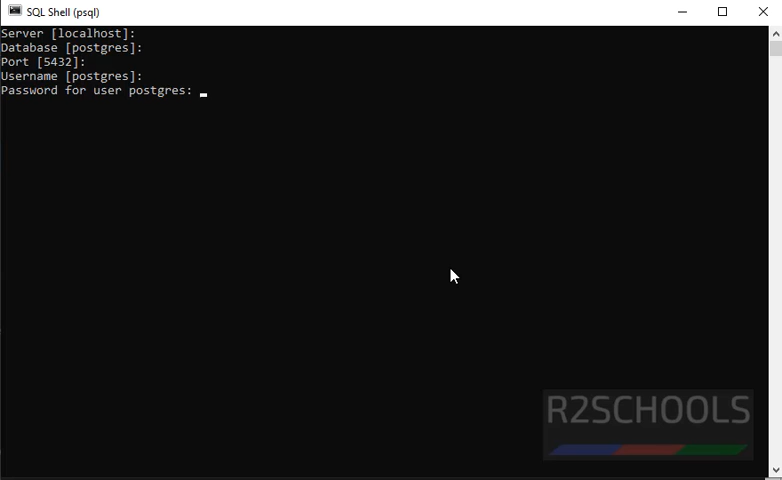 SQL Shell (psql)
Server [localhost]:
Database [postgres]:
Port [5432]:
Username [postgres]:
Password for user postgres:
R2SCHOOLS